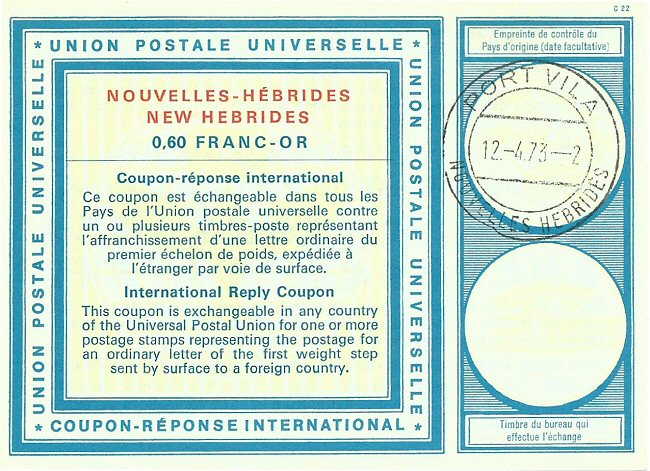 C 22
* UNION POSTALE UNIVERSELLE *
UNION POSTALE UNIVERSELLE
UNION POSTALE UNIVERSELLE
NOUVELLES-HÉBRIDES
NEW HEBRIDES
0,60 FRANC-OR
Coupon-réponse international
Ce coupon est échangeable dans tous les
Pays de l'Union postale universelle contre
un ou plusieurs timbres-poste représentant
l'affranchissement d'une lettre ordinaire du
premier échelon de poids, expédiée à
l'étranger par voie de surface.
International Reply Coupon
This coupon is exchangeable in any country
of the Universal Postal Union for one or more
postage stamps representing the postage for
an ordinary letter of the first weight step
sent by surface to a foreign country.
* COUPON-RÉPONSE INTERNATIONAL *
Empreinte de contrôle du
Pays d'origine (date facultative)
PORT VILA
12.-4.73—2
NOUVELLES HEBRIDES
Timbre du bureau qui
effectue l'échange